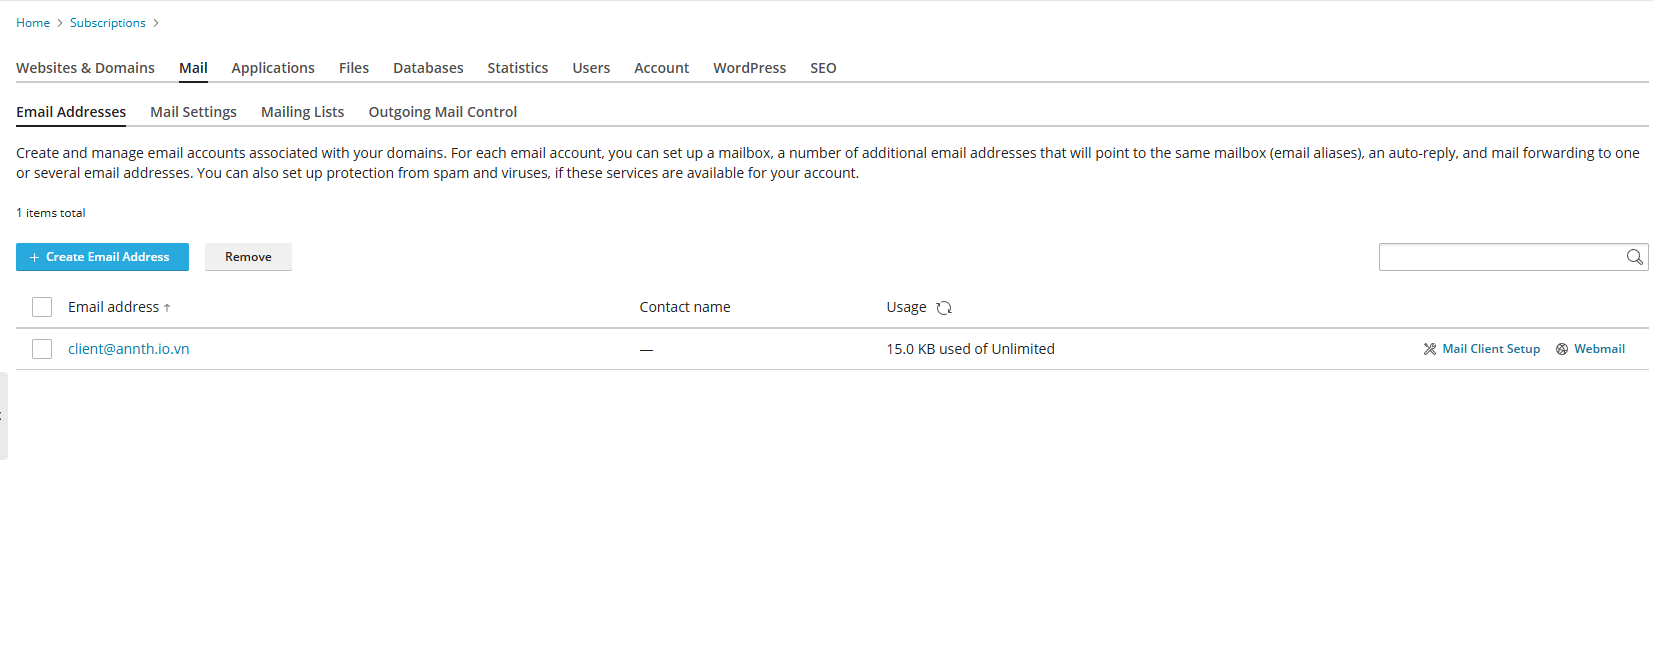 Home > Subscriptions >
Websites & Domains Mail Applications Files Databases Statistics Users Account WordPress SEO
Email Addresses Mail Settings Mailing Lists Outgoing Mail Control
Create and manage email accounts associated with your domains. For each email account, you can set up a mailbox, a number of additional email addresses that will point to the same mailbox (email aliases), an auto-reply, and mail forwarding to one
or several email addresses. You can also set up protection from spam and viruses, if these services are available for your account.
1 items total
+ Create Email Address Remove
Email address ↑ Contact name Usage
client@annth.io.vn — 15.0 KB used of Unlimited Mail Client Setup Webmail